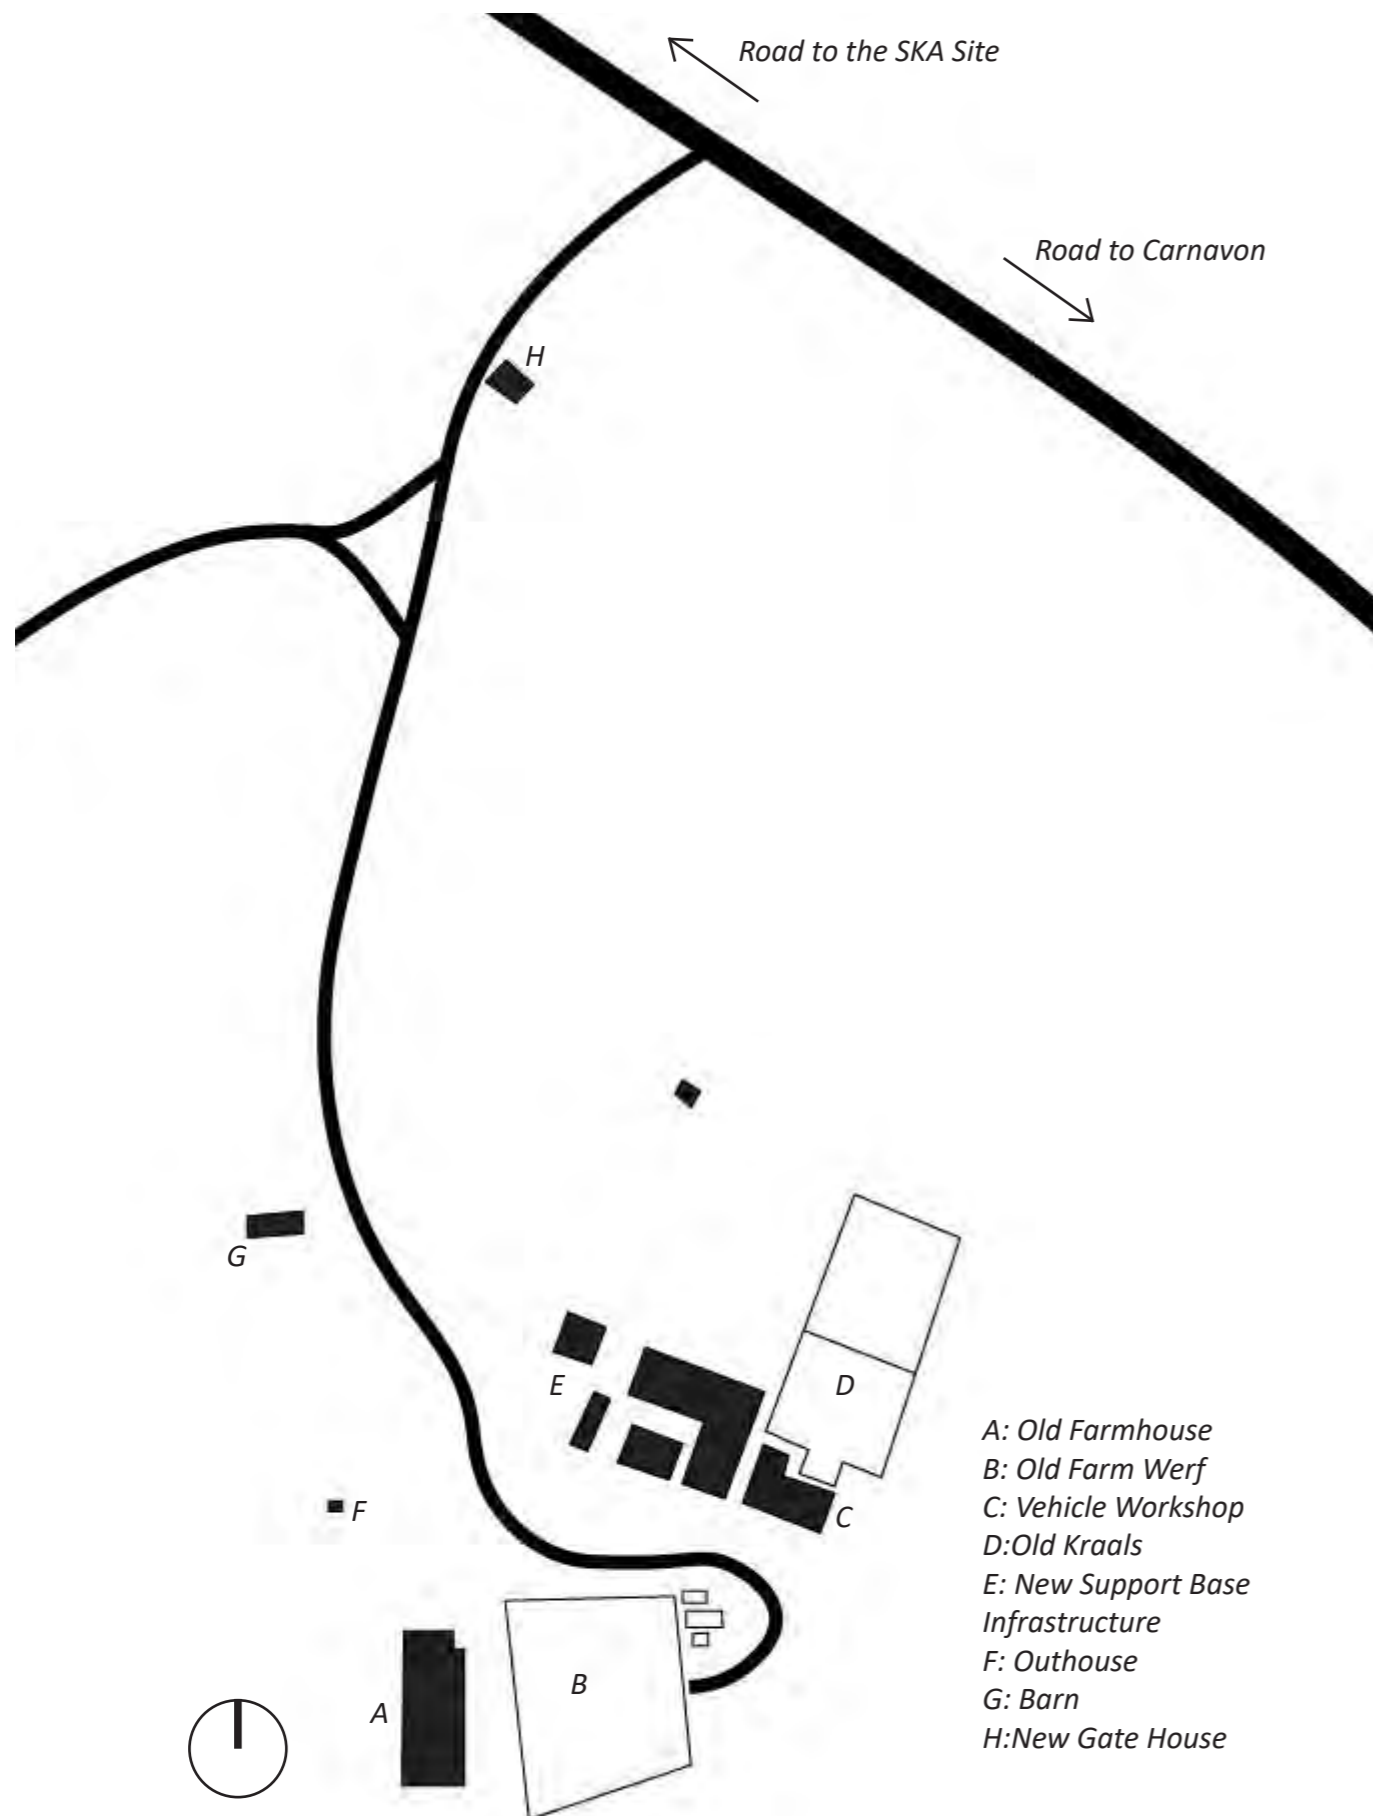 Road to the SKA Site
Road to Carnavon
H
G
E
D
C
F
B
A
A: Old Farmhouse
B: Old Farm Werf
C: Vehicle Workshop
D:Old Kraals
E: New Support Base
Infrastructure
F: Outhouse
G: Barn
H:New Gate House